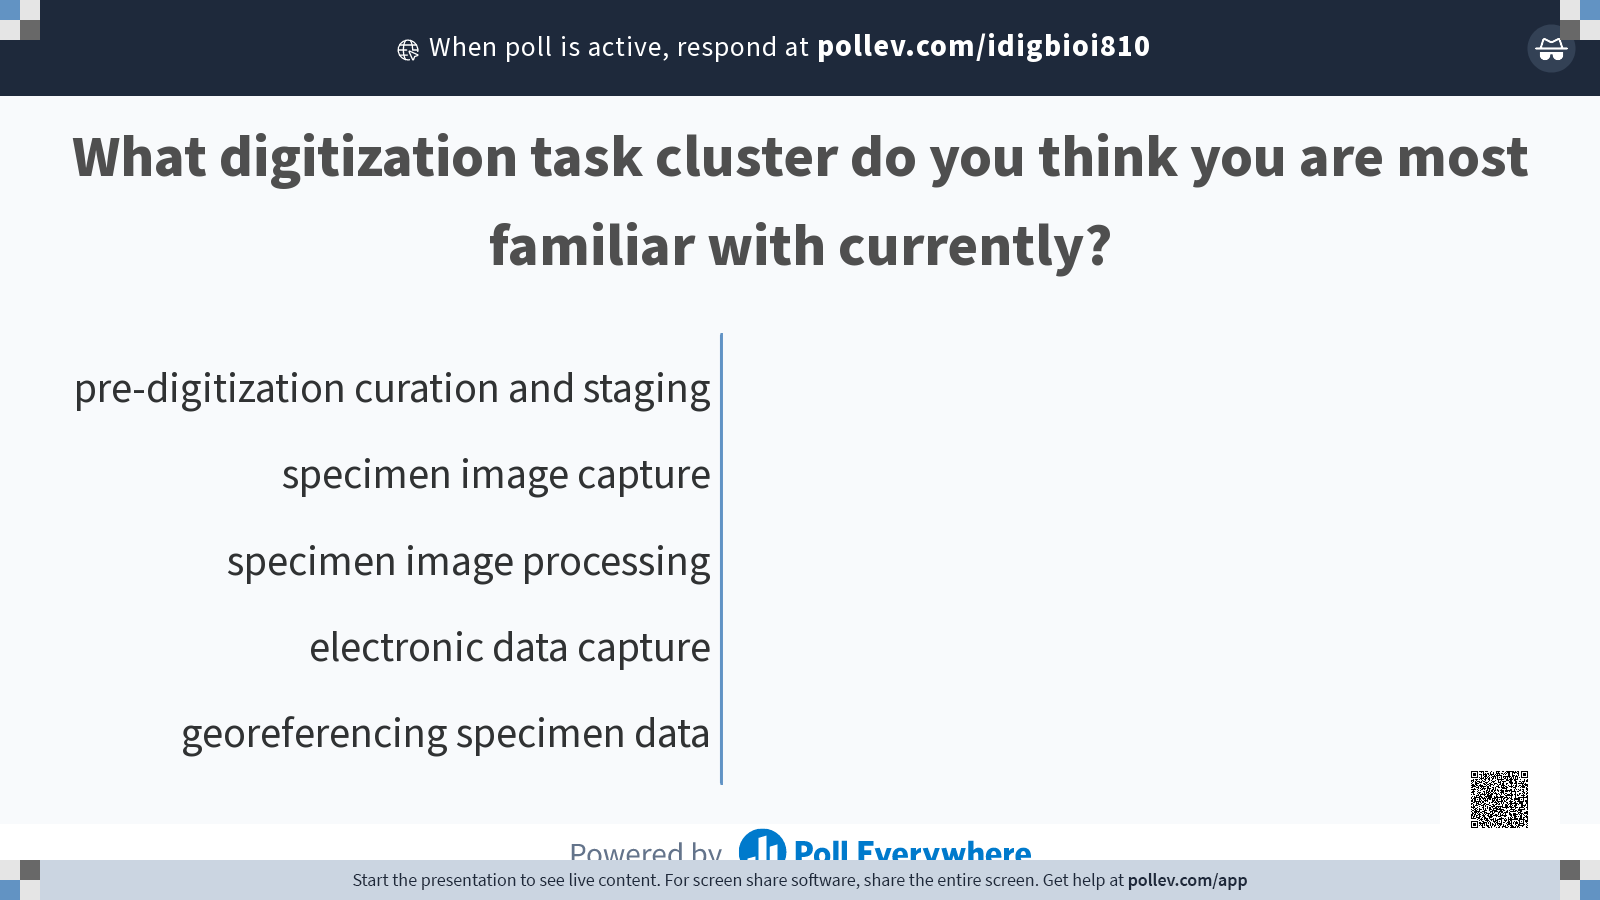 When poll is active, respond at pollev.com/idigbioi810
What digitization task cluster do you think you are most
familiar with currently?
pre-digitization curation and staging
specimen image capture
specimen image processing
electronic data capture
georeferencing specimen data
Powered by Poll Everywhere
Start the presentation to see live content. For screen share software, share the entire screen. Get help at pollev.com/app